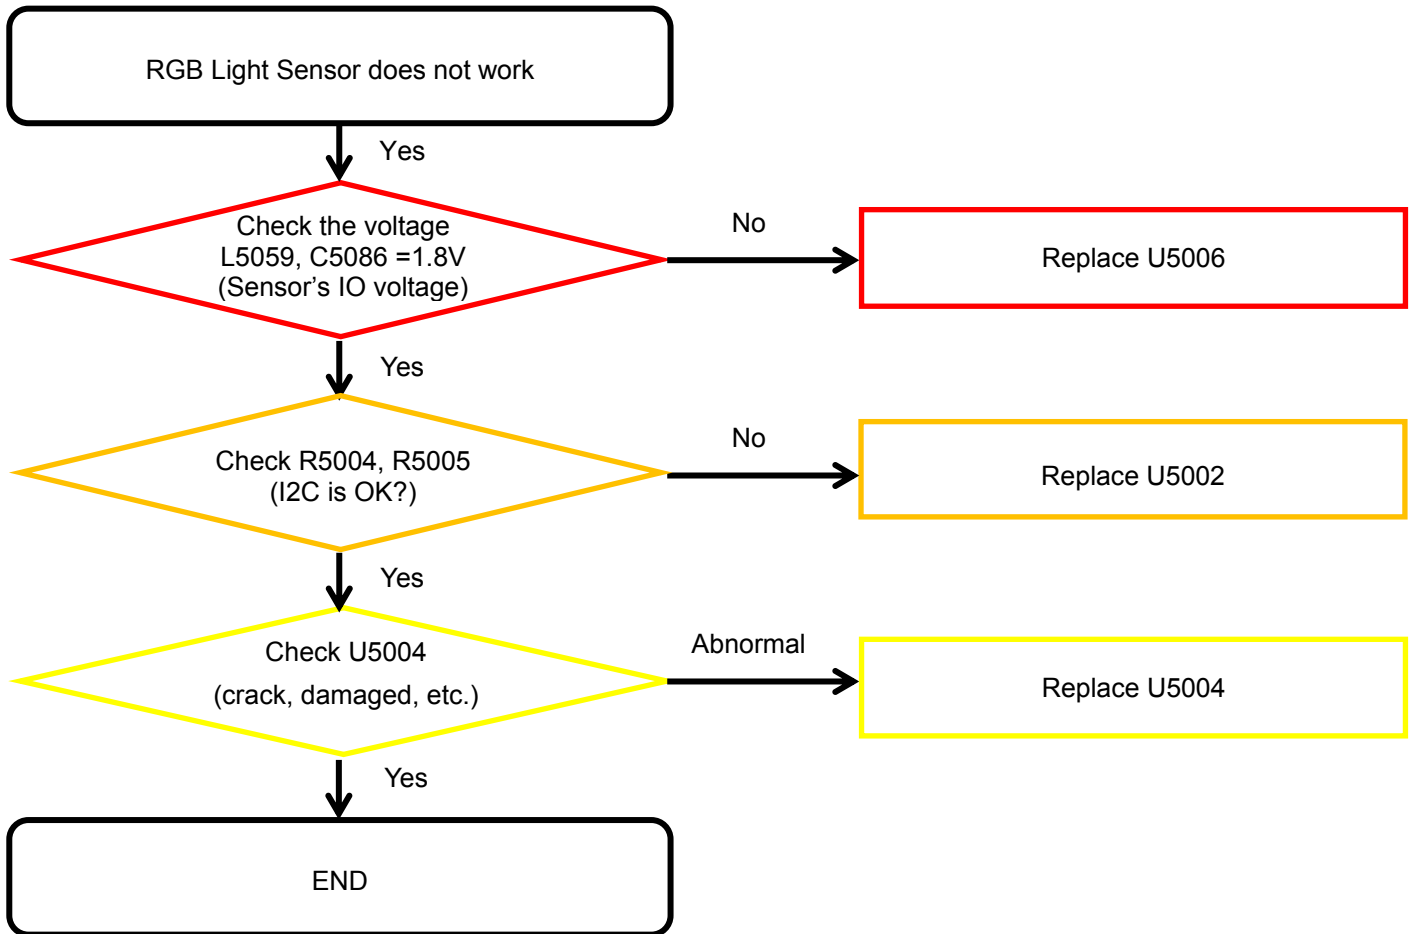 RGB Light Sensor does not work
Yes
Check the voltage
L5059, C5086 =1.8V
(Sensor’s IO voltage)
No
Replace U5006
Yes
Check R5004, R5005
(I2C is OK?)
No
Replace U5002
Yes
Check U5004
(crack, damaged, etc.)
Abnormal
Replace U5004
Yes
END